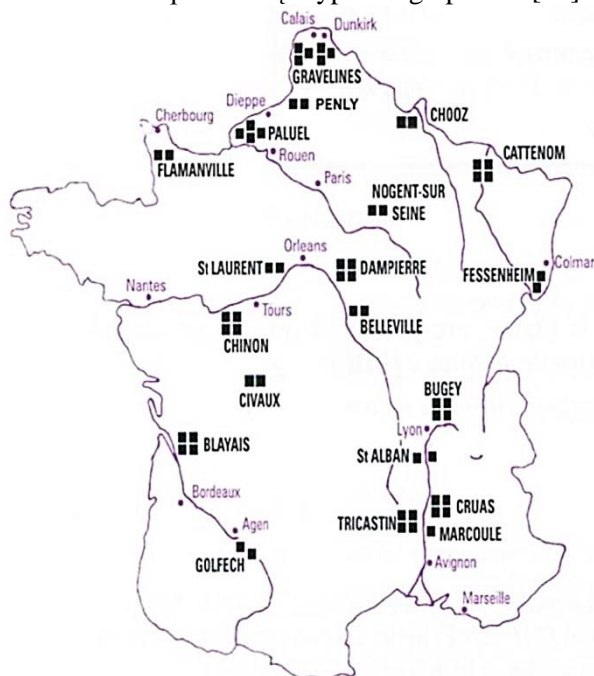 Calais
Dunkirk
GRAVELINES
Dieppe
PENLY
Cherbourg
PALUEL
CHOOZ
Rouen
FLAMANVILLE
CATTENOM
Paris
NOGENT-SUR
SEINE
Orleans
St LAURENT
DAMPIERRE
Colmar
FESSENHEIM
Nantes
Tours
BELLEVILLE
CHINON
CIVAUX
BUGEY
Lyon
BLAYAIS
St ALBAN
Bordeaux
CRUAS
TRICASTIN
Agen
MARCOULE
GOLFECH
Avignon
Marseille